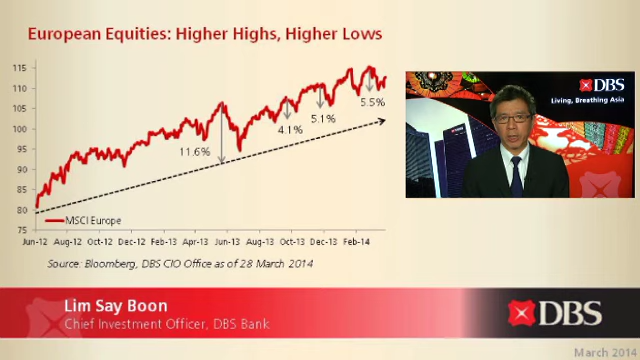 European Equities: Higher Highs, Higher Lows
115
110
105
100
95
90
85
80
75
11.6%
4.1%
5.1%
5.5%
MSCI Europe
Jun-12 Aug-12 Oct-12 Dec-12 Feb-13 Apr-13 Jun-13 Aug-13 Oct-13 Dec-13 Feb-14
Source: Bloomberg, DBS CIO Office as of 28 March 2014
DBS
Living, Breathing Asia
Lim Say Boon
Chief Investment Officer, DBS Bank
DBS
March 2014